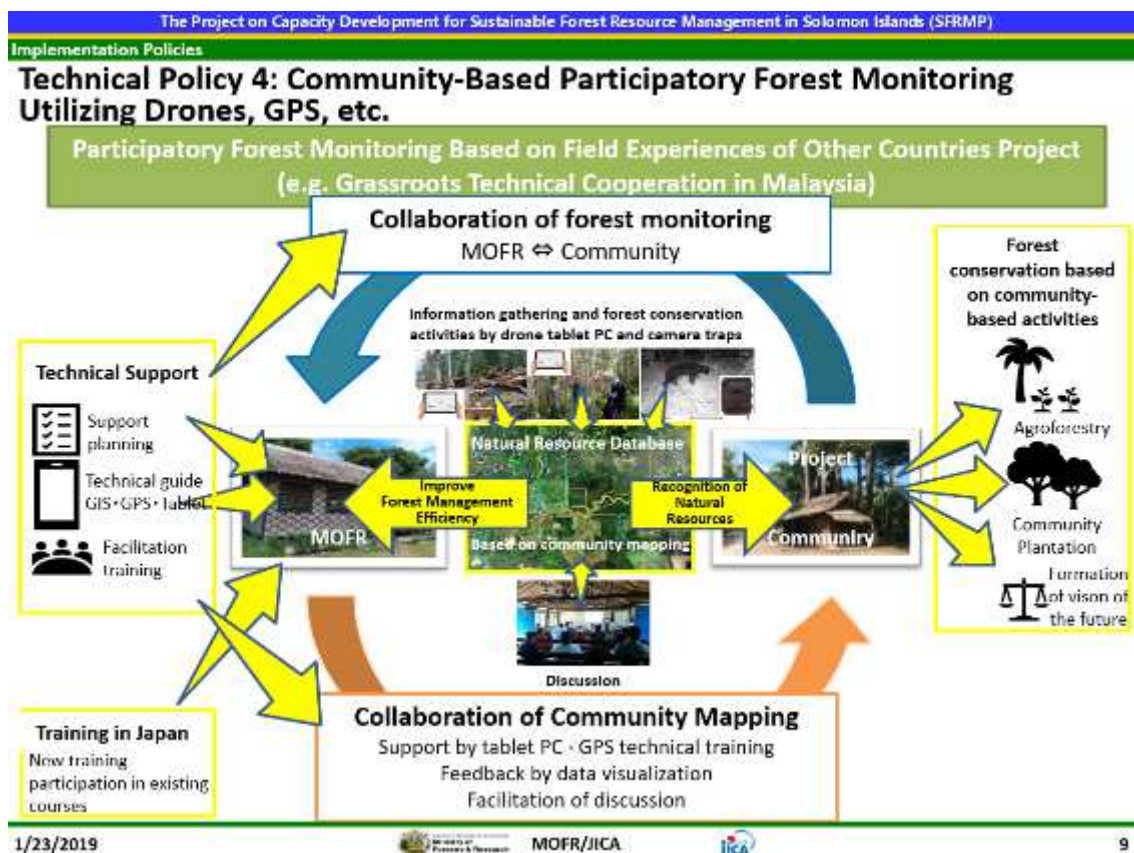 The Project on Capacity Development for Sustainable Forest Resource Management in Solomon Islands (SFRMP)
Implementation Policies
Technical Policy 4: Community-Based Participatory Forest Monitoring
Utilizing Drones, GPS, etc.
Participatory Forest Monitoring Based on Field Experiences of Other Countries Project
(e.g. Grassroots Technical Cooperation in Malaysia)
Collaboration of forest monitoring
MOFR ⇔ Community
Information gathering and forest conservation
activities by drone tablet PC and camera traps
Technical Support
Support
planning
Technical guide
GIS・GPS・Tablet
Facilitation
training
MOFR
Improve
Forest Management
Efficiency
Natural Resource Database
Based on community mapping
Recognition of
Natural
Resources
Project
Community
Discussion
Forest
conservation based
on community-
based activities
Agroforestry
Community
Plantation
Formation
of vison of
the future
Training in Japan
New training
participation in existing
courses
Collaboration of Community Mapping
Support by tablet PC・GPS technical training
Feedback by data visualization
Facilitation of discussion
1/23/2019
MOFR/JICA
jica
9